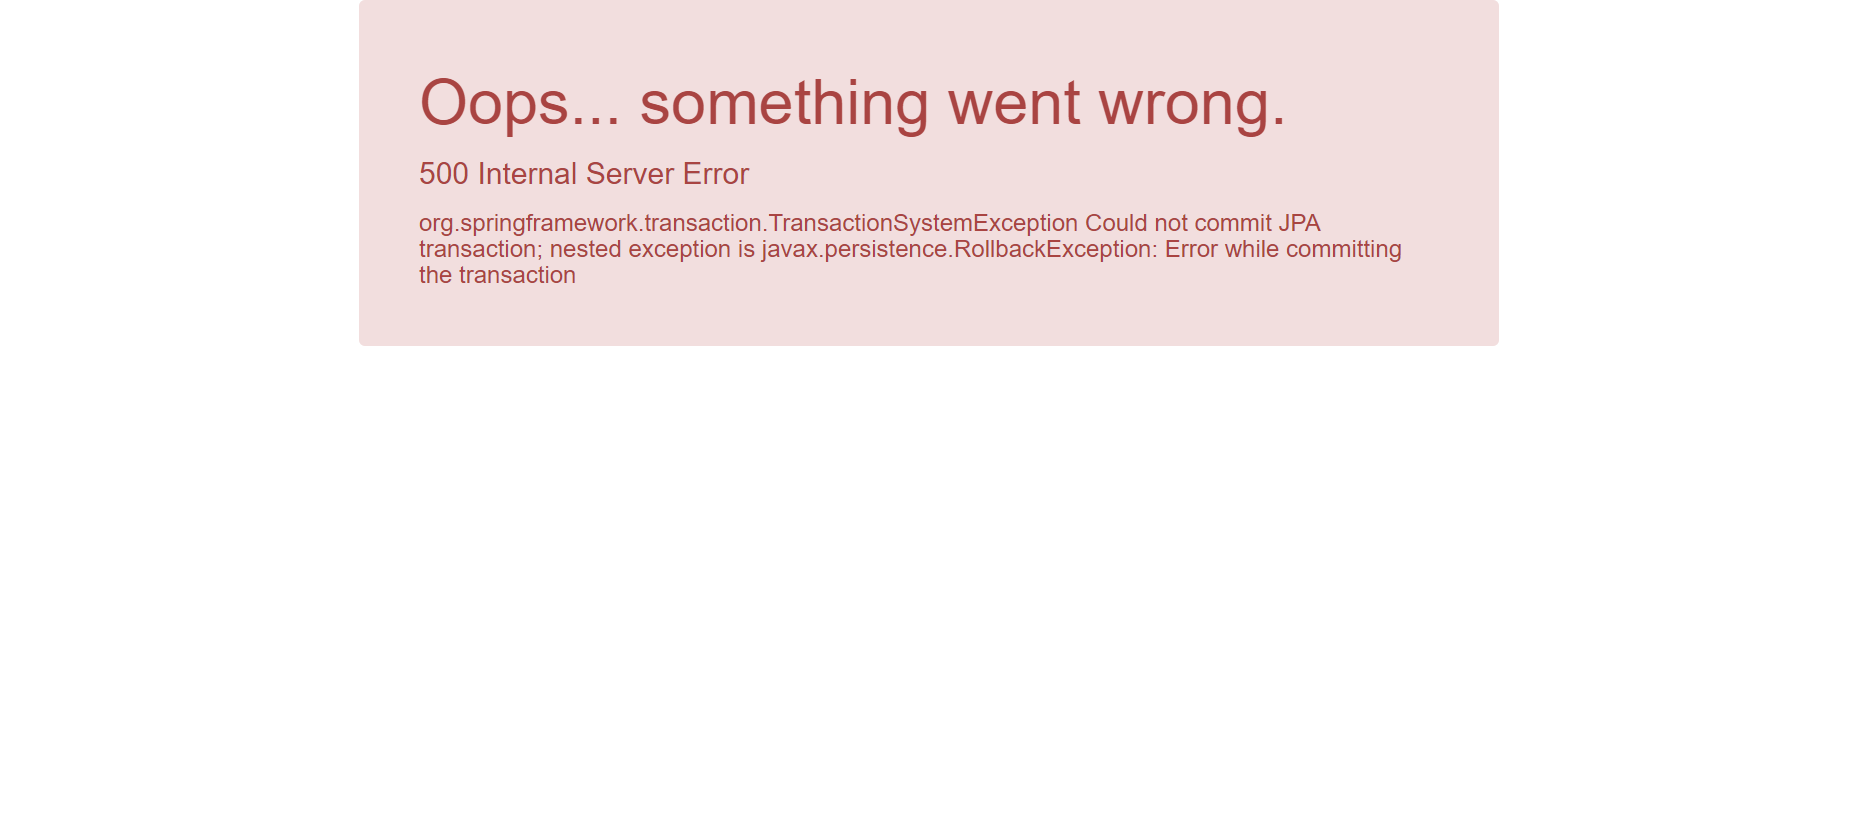 Oops... something went wrong.
500 Internal Server Error
org.springframework.transaction.TransactionSystemException Could not commit JPA
transaction; nested exception is javax.persistence.RollbackException: Error while committing
the transaction